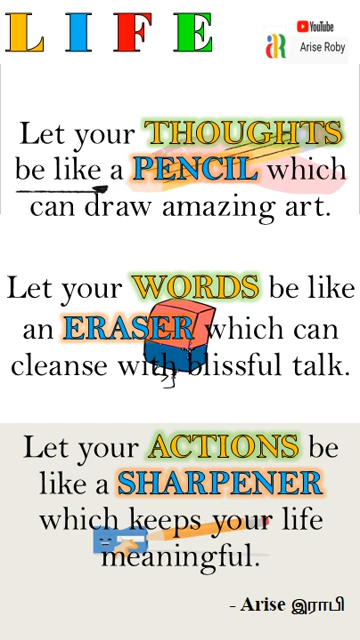 LIFE
YouTube
Arise Roby
Let your THOUGHTS
be like a PENCIL which
can draw amazing art.
Let your WORDS be like
an ERASER which can
cleanse with blissful talk.
Let your ACTIONS be
like a SHARPENER
which keeps your life
meaningful.
- Arise இராபி